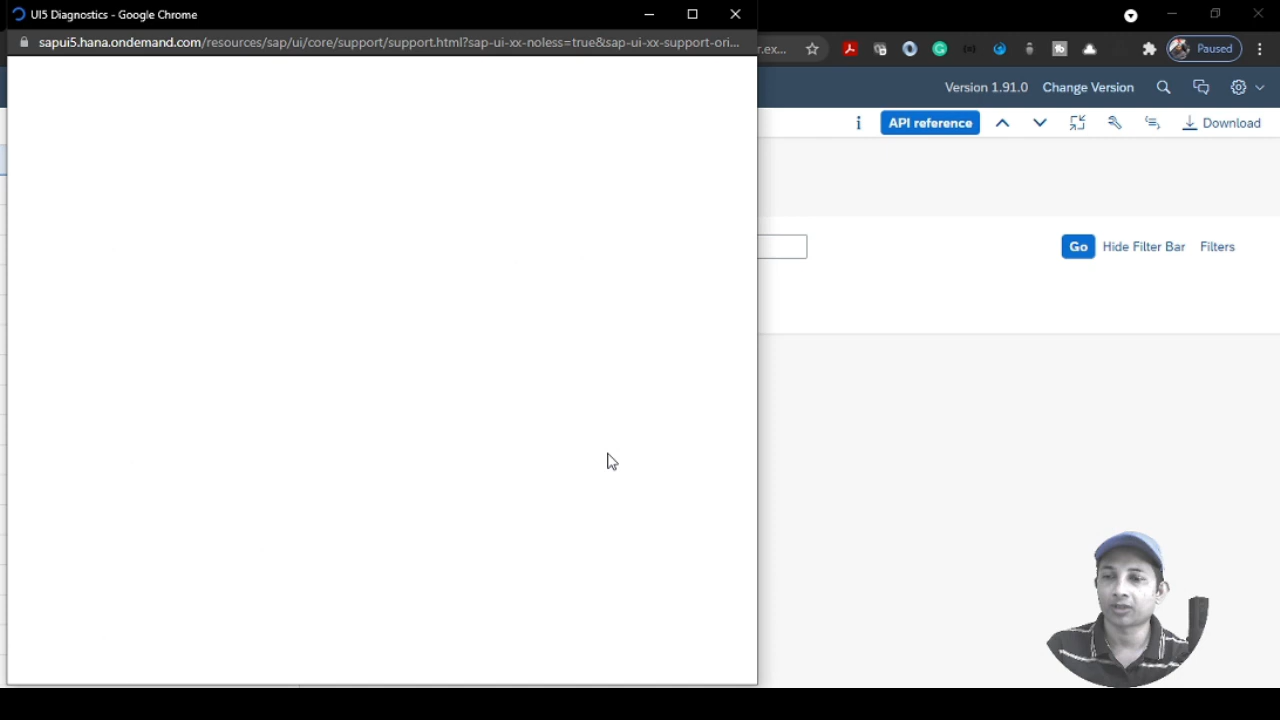 UI5 Diagnostics - Google Chrome
sapui5.hana.ondemand.com/resources/sap/ui/core/support/support.html?sap-ui-xx-noless=true&sap-ui-xx-support-ori...
r.ex...
Paused
Version 1.91.0
Change Version
API reference
Download
Go
Hide Filter Bar
Filters